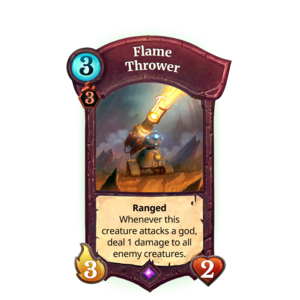 3
Flame
Thrower
3
Ranged
Whenever this
creature attacks a god,
deal 1 damage to all
enemy creatures.
3
2